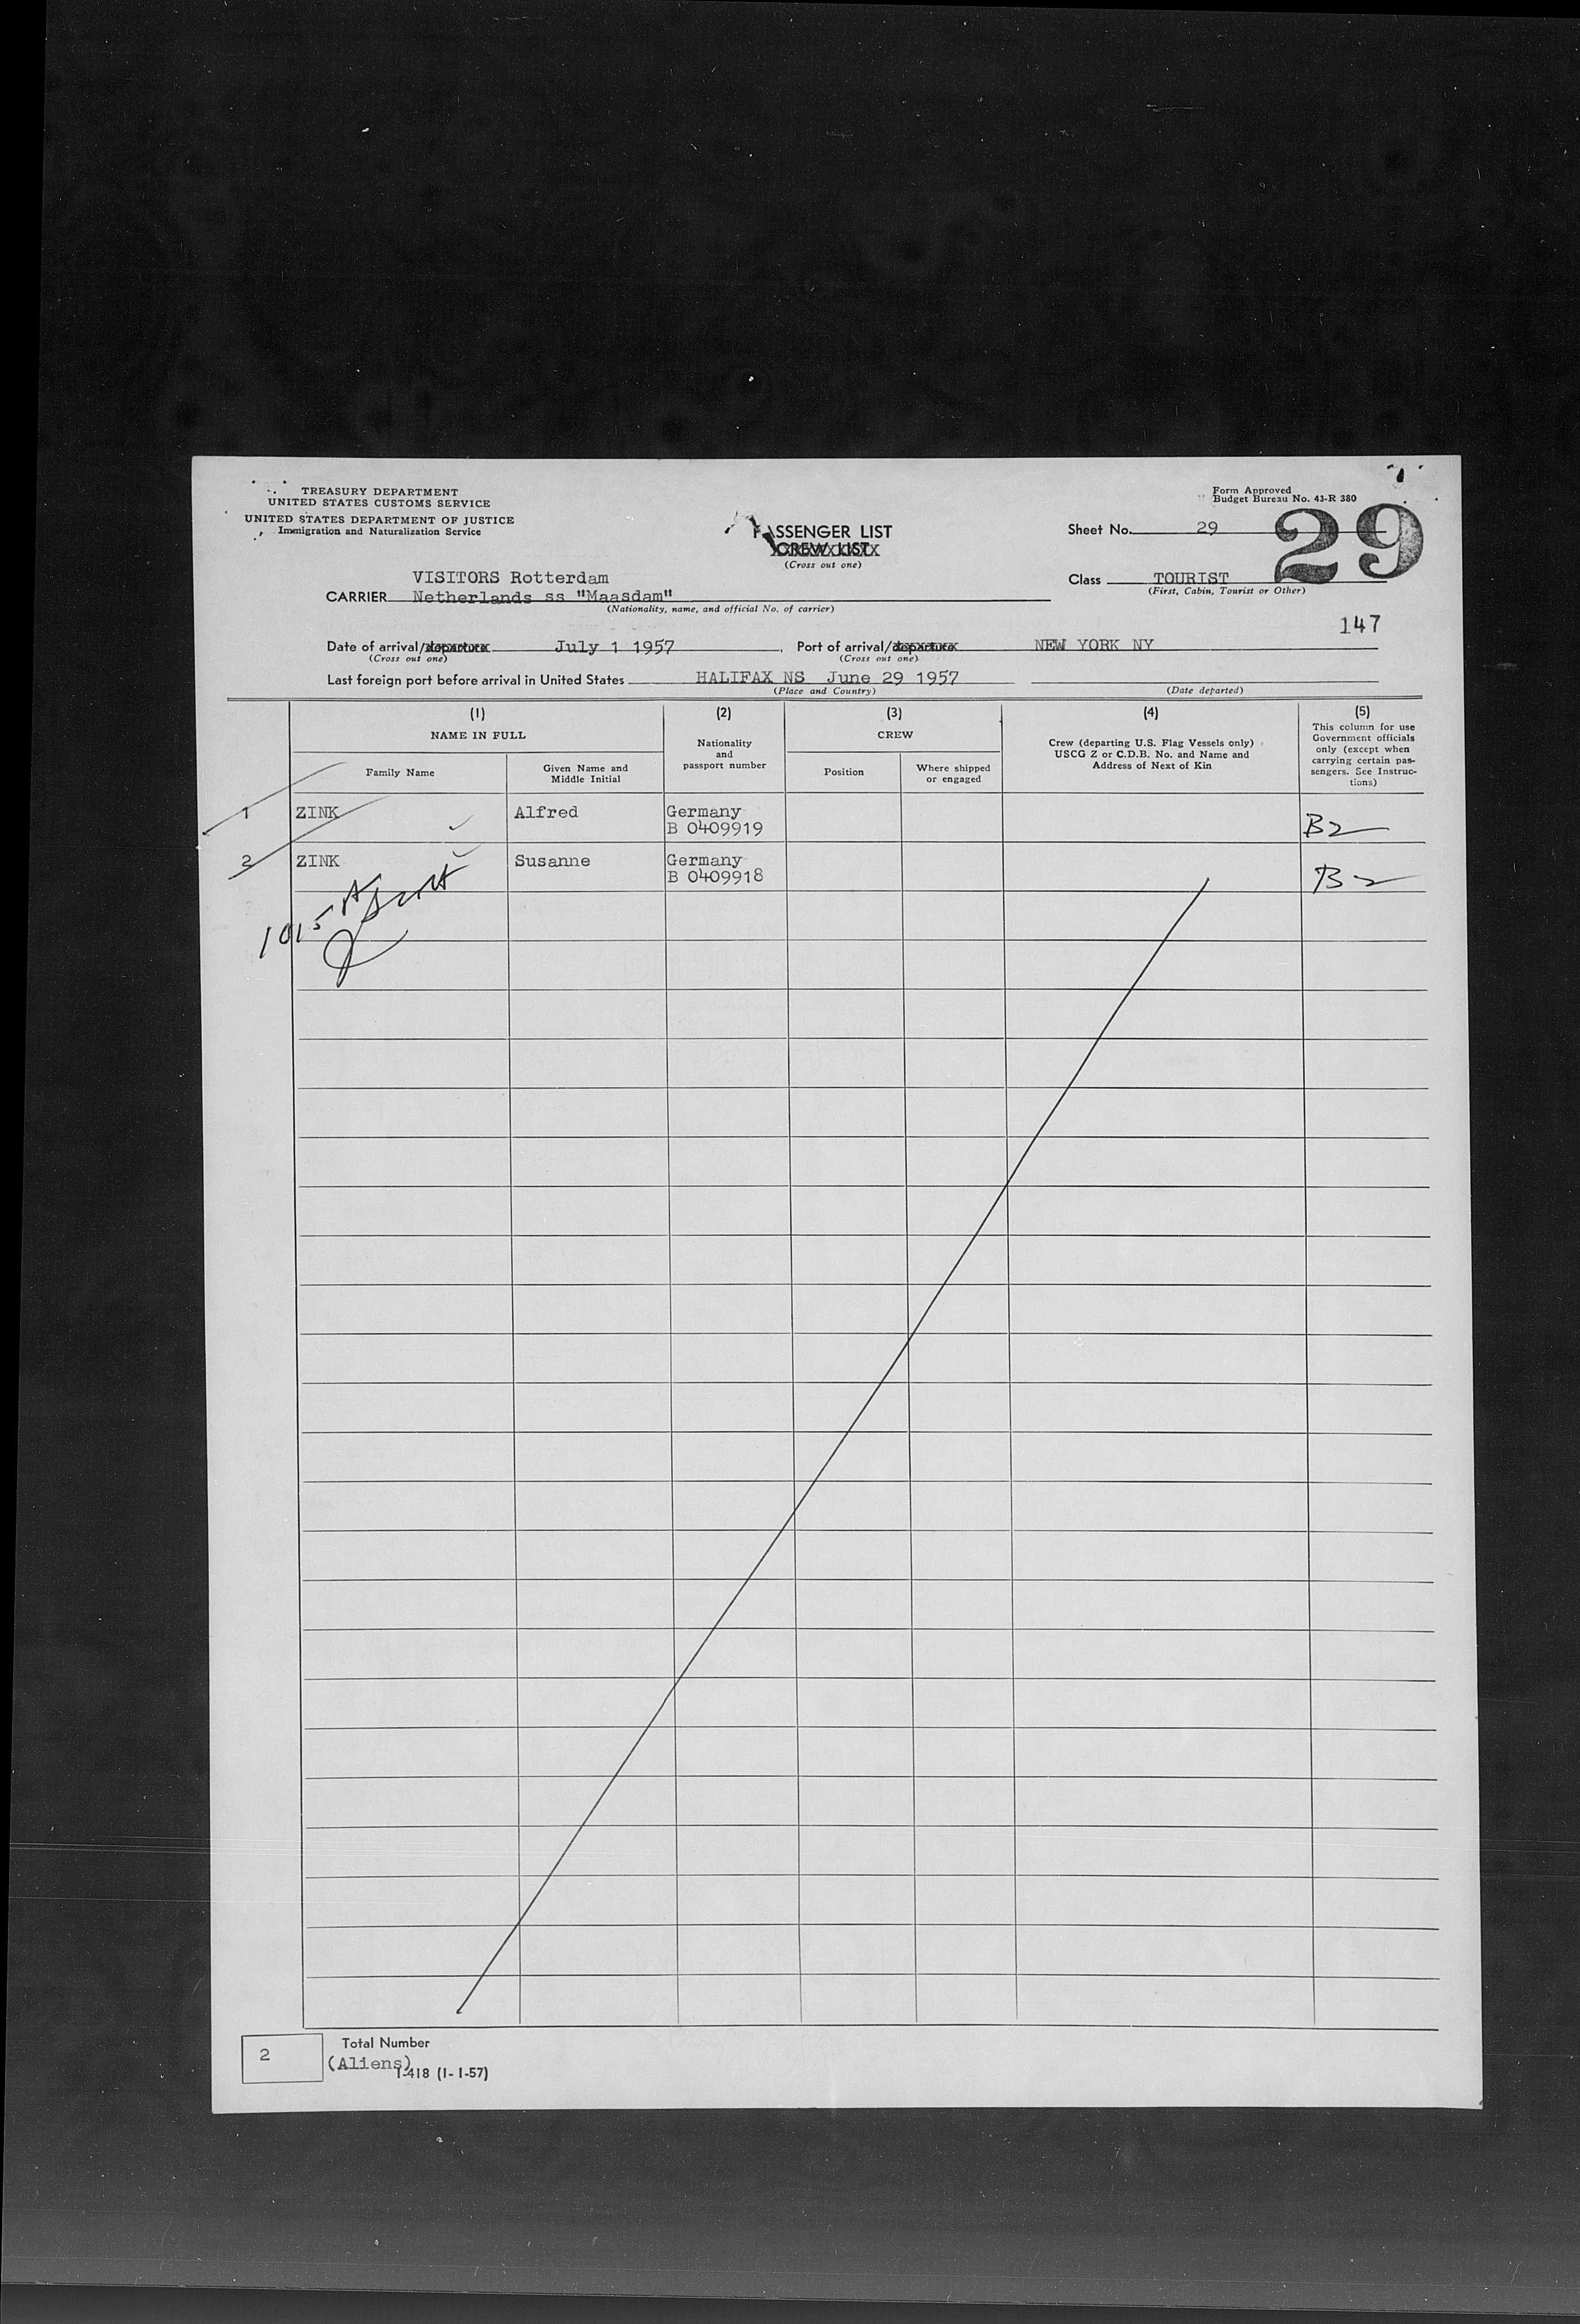 TREASURY DEPARTMENT
UNITED STATES CUSTOMS SERVICE
UNITED STATES DEPARTMENT OF JUSTICE
Immigration and Naturalization Service
PASSENGER LIST
CREW LIST
(Cross out one)
Form Approved
Budget Bureau No. 43-R 380
Sheet No. 29
29
Class TOURIST
(First, Cabin, Tourist or Other)
VISITORS Rotterdam
CARRIER Netherlands ss "Maasdam"
(Nationality, name, and official No. of carrier)
147
Date of arrival/departure July 1 1957, Port of arrival/departure NEW YORK NY
(Cross out one) (Cross out one)
Last foreign port before arrival in United States HALIFAX NS June 29 1957
(Place and Country) (Date departed)
(1) (2) (3) (4) (5)
NAME IN FULL
Family Name
Given Name and
Middle Initial
Nationality
and
passport number
CREW
Position
Where shipped
or engaged
Crew (departing U.S. Flag Vessels only)
USCG Z or C.D.B. No. and Name and
Address of Next of Kin
This column for use
Government officials
only (except when
carrying certain pas-
sengers. See Instruc-
tions)
1 ZINK Alfred Germany
B 0409919 B2
2 ZINK Susanne Germany
B 0409918 B2
1015 A
2 Total Number
(Aliens)
I-418 (1-1-57)